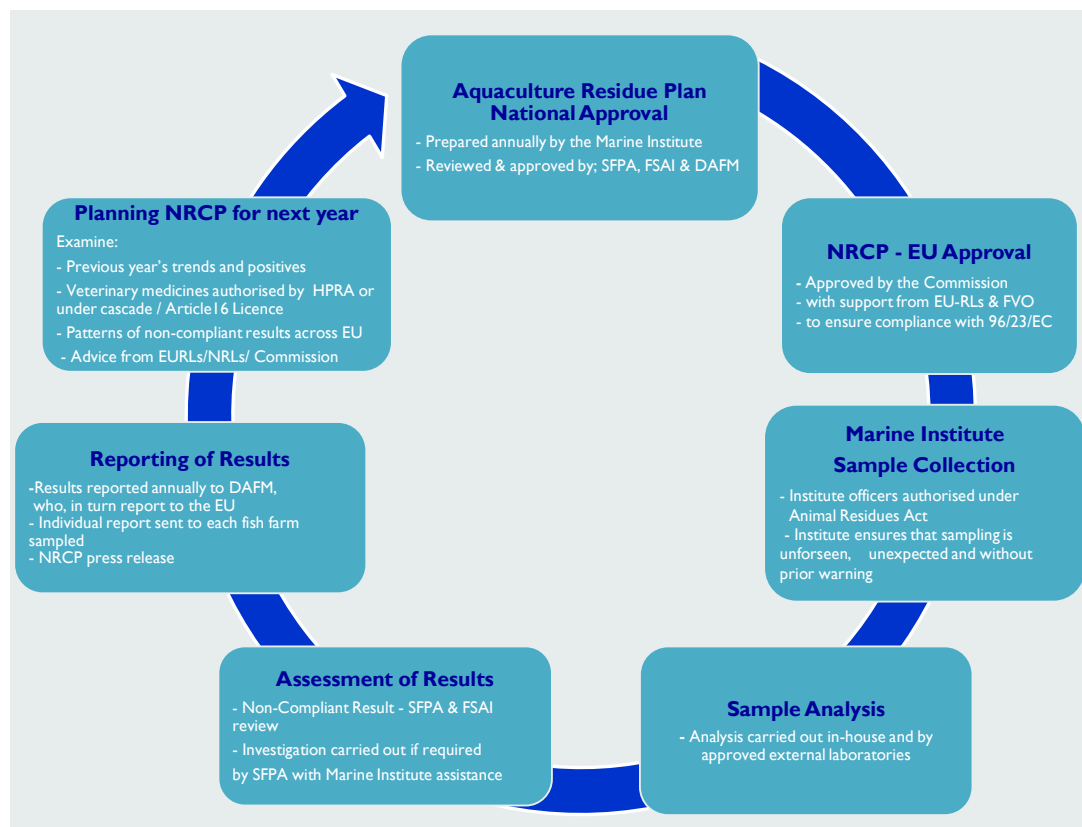 Aquaculture Residue Plan
National Approval
- Prepared annually by the Marine Institute
- Reviewed & approved by; SFPA, FSAI & DAFM
NRCP - EU Approval
- Approved by the Commission
- with support from EU-RLs & FVO
- to ensure compliance with 96/23/EC
Marine Institute
Sample Collection
- Institute officers authorised under
Animal Residues Act
- Institute ensures that sampling is
unforseen, unexpected and without
prior warning
Sample Analysis
- Analysis carried out in-house and by
approved external laboratories
Assessment of Results
- Non-Compliant Result - SFPA & FSAI
review
- Investigation carried out if required
by SFPA with Marine Institute assistance
Reporting of Results
-Results reported annually to DAFM,
who, in turn report to the EU
- Individual report sent to each fish farm
sampled
- NRCP press release
Planning NRCP for next year
Examine:
- Previous year's trends and positives
- Veterinary medicines authorised by HPRA or
under cascade / Article16 Licence
- Patterns of non-compliant results across EU
- Advice from EURLs/NRLs/ Commission